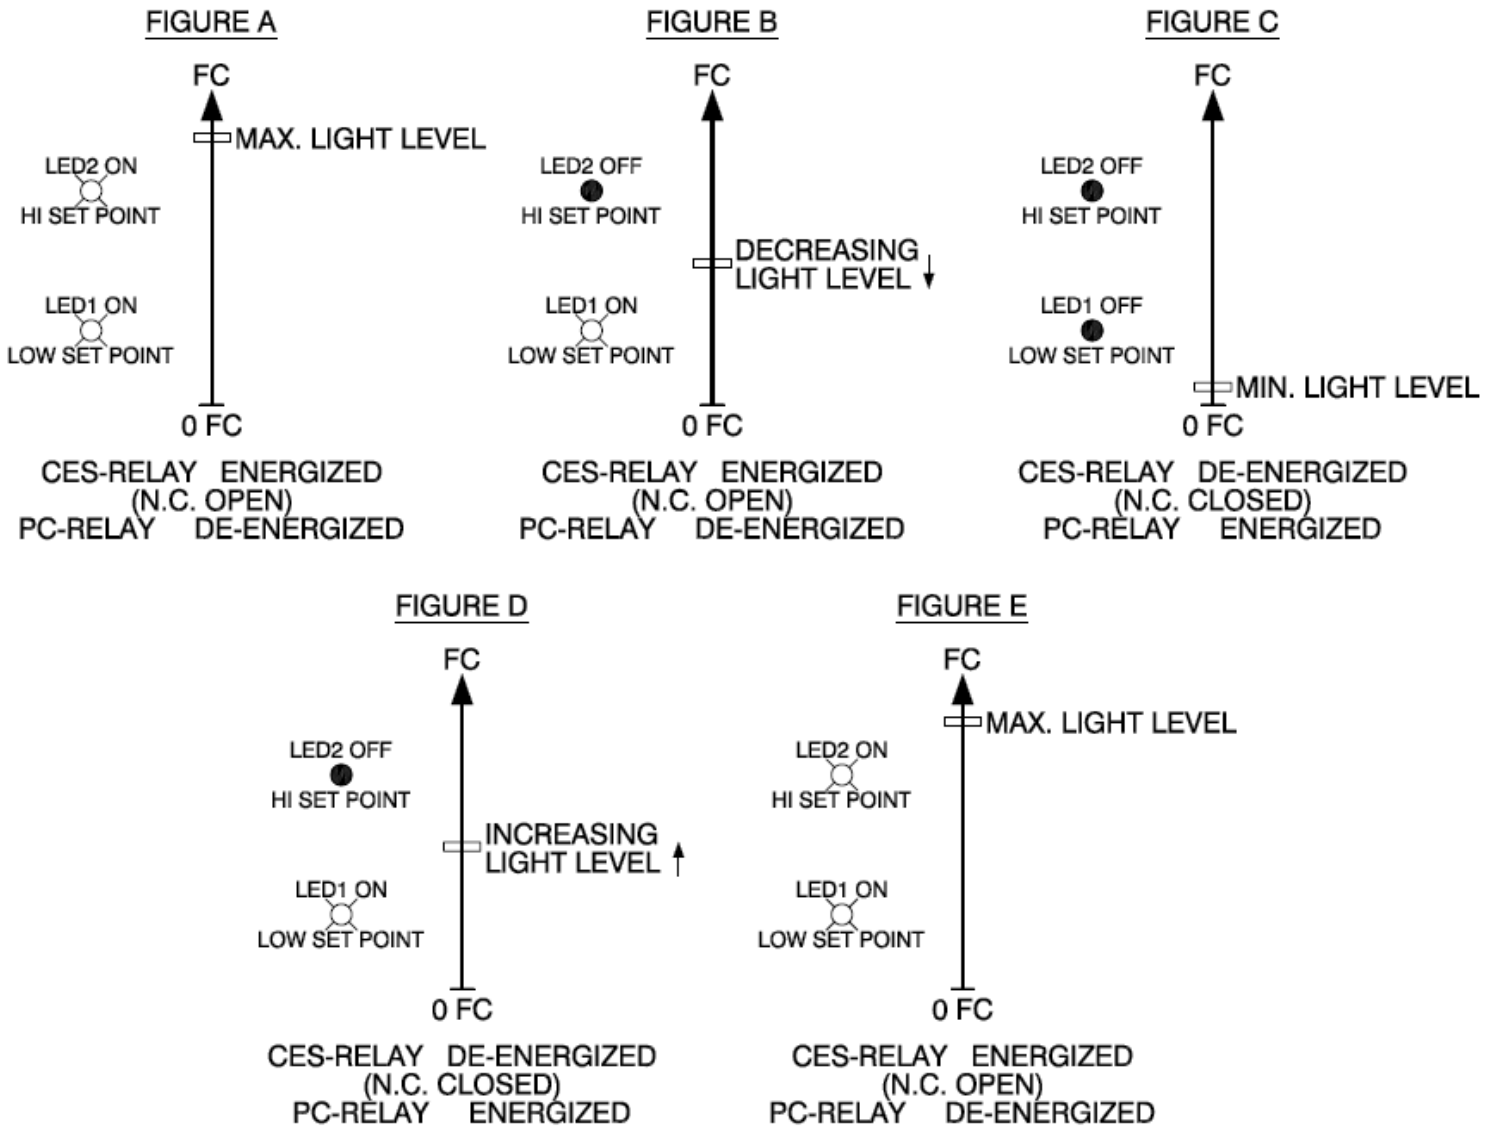 FIGURE A
FC
MAX. LIGHT LEVEL
LED2 ON
HI SET POINT
LED1 ON
LOW SET POINT
0 FC
CES-RELAY ENERGIZED
(N.C. OPEN)
PC-RELAY DE-ENERGIZED
FIGURE B
FC
LED2 OFF
HI SET POINT
DECREASING
LIGHT LEVEL
LED1 ON
LOW SET POINT
0 FC
CES-RELAY ENERGIZED
(N.C. OPEN)
PC-RELAY DE-ENERGIZED
FIGURE C
FC
LED2 OFF
HI SET POINT
LED1 OFF
LOW SET POINT
MIN. LIGHT LEVEL
0 FC
CES-RELAY DE-ENERGIZED
(N.C. CLOSED)
PC-RELAY ENERGIZED
FIGURE D
FC
LED2 OFF
HI SET POINT
INCREASING
LIGHT LEVEL
LED1 ON
LOW SET POINT
0 FC
CES-RELAY DE-ENERGIZED
(N.C. CLOSED)
PC-RELAY ENERGIZED
FIGURE E
FC
MAX. LIGHT LEVEL
LED2 ON
HI SET POINT
LED1 ON
LOW SET POINT
0 FC
CES-RELAY ENERGIZED
(N.C. OPEN)
PC-RELAY DE-ENERGIZED